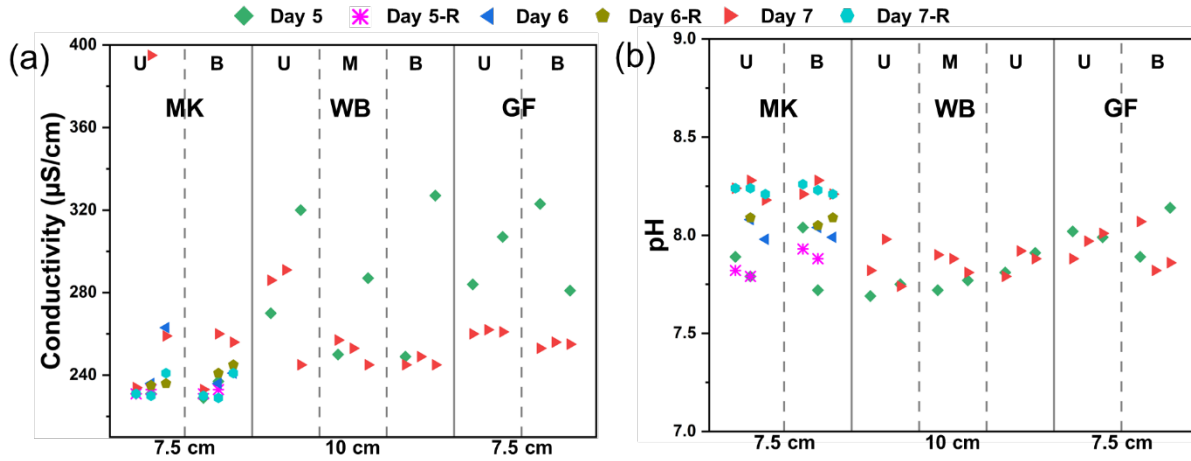 Day 5 Day 5-R Day 6 Day 6-R Day 7 Day 7-R
(a)
U B U M B U B
MK WB GF
Conductivity (μS/cm)
400
360
320
280
240
7.5 cm 10 cm 7.5 cm
(b)
U B U M U U B
MK WB GF
pH
9.0
8.5
8.0
7.5
7.0
7.5 cm 10 cm 7.5 cm